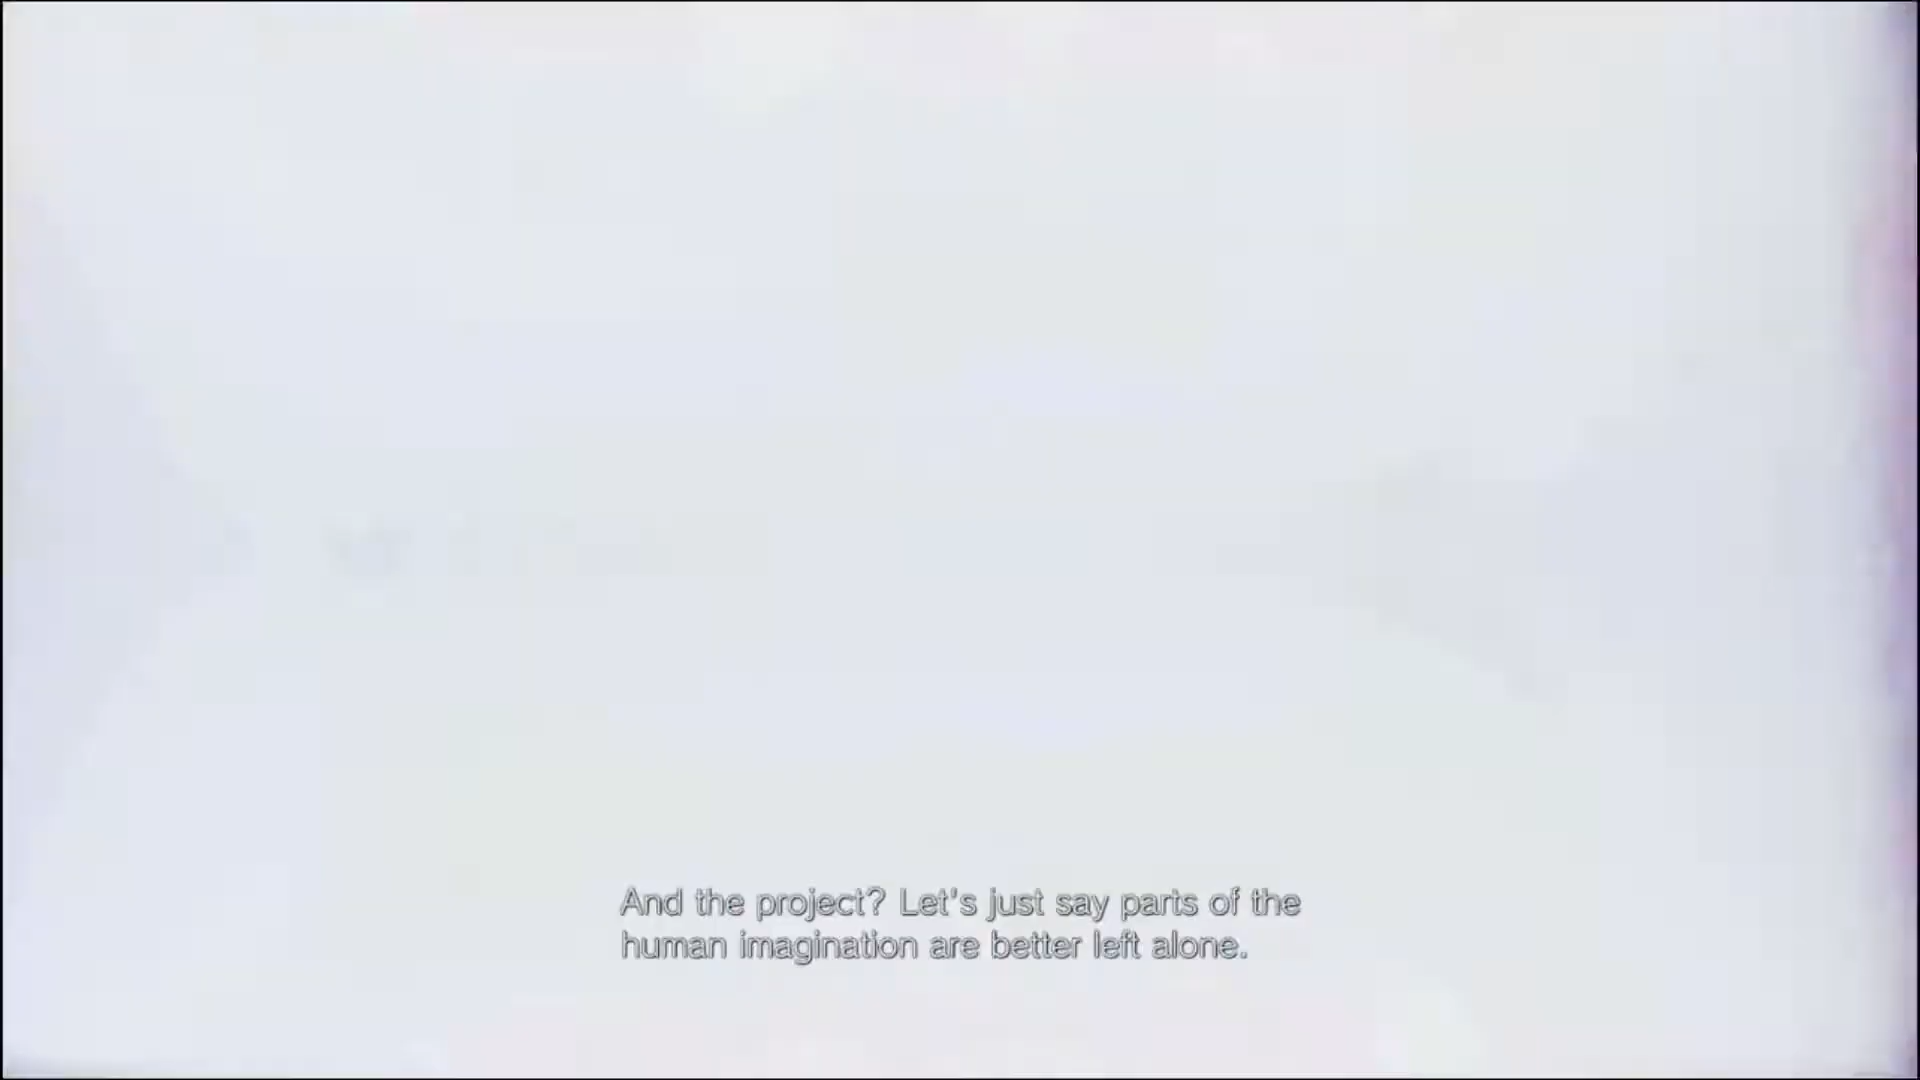 And the project? Let's just say parts of the
human imagination are better left alone.